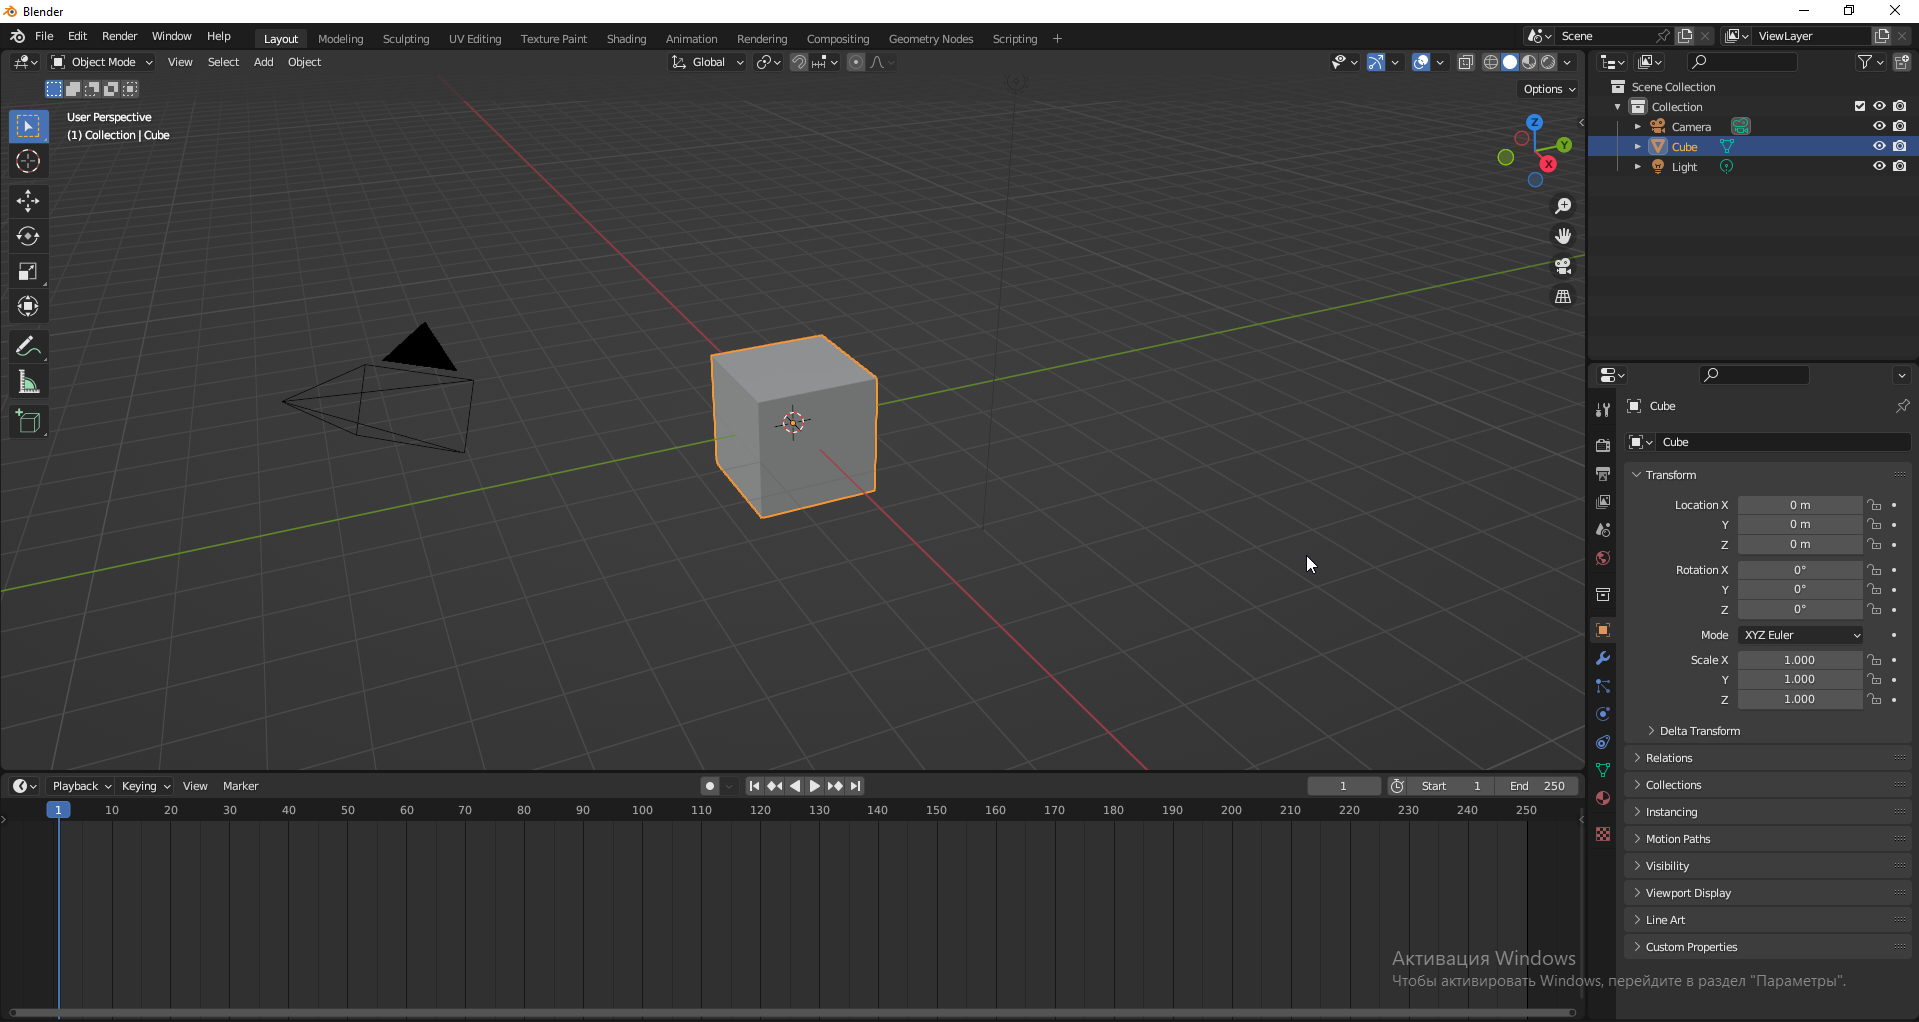 Blender
File Edit Render Window Help Layout Modeling Sculpting UV Editing Texture Paint Shading Animation Rendering Compositing Geometry Nodes Scripting + Scene ViewLayer
Object Mode View Select Add Object Global
Options
User Perspective
(1) Collection | Cube
Z
Y
X
Scene Collection
Collection
Camera
Cube
Light
Cube
Cube
Transform
Location X 0 m
Y 0 m
Z 0 m
Rotation X 0°
Y 0°
Z 0°
Mode XYZ Euler
Scale X 1.000
Y 1.000
Z 1.000
Delta Transform
Relations
Collections
Instancing
Motion Paths
Visibility
Viewport Display
Line Art
Custom Properties
Playback Keying View Marker 1 Start 1 End 250
1 10 20 30 40 50 60 70 80 90 100 110 120 130 140 150 160 170 180 190 200 210 220 230 240 250
Активация Windows
Чтобы активировать Windows, перейдите в раздел "Параметры".